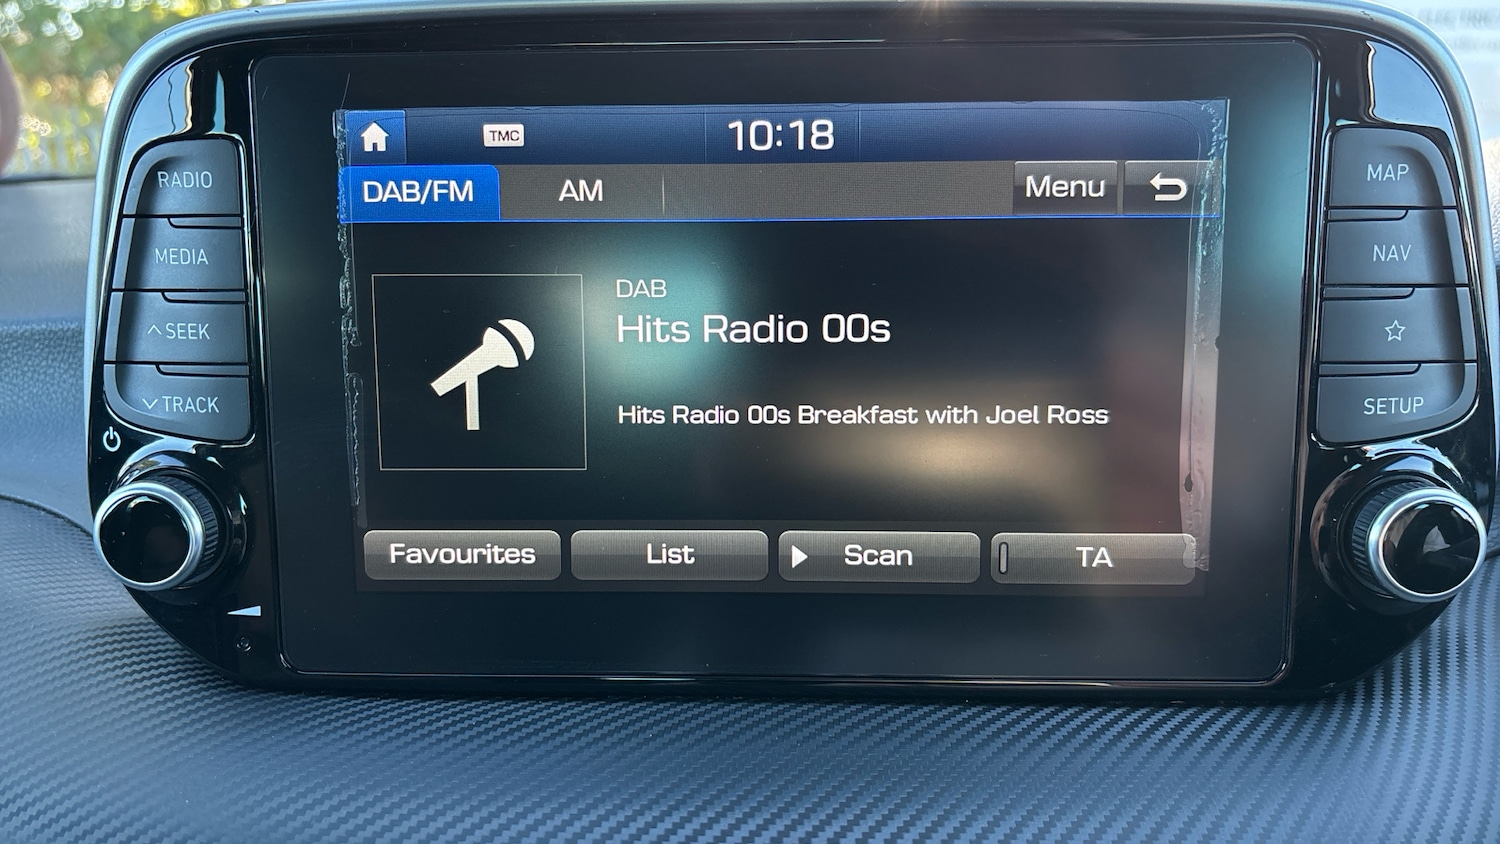 TMC 10:18
DAB/FM AM Menu
RADIO
MEDIA
SEEK
TRACK
DAB
Hits Radio 00s
Hits Radio 00s Breakfast with Joel Ross
Favourites List Scan TA
MAP
NAV
SETUP